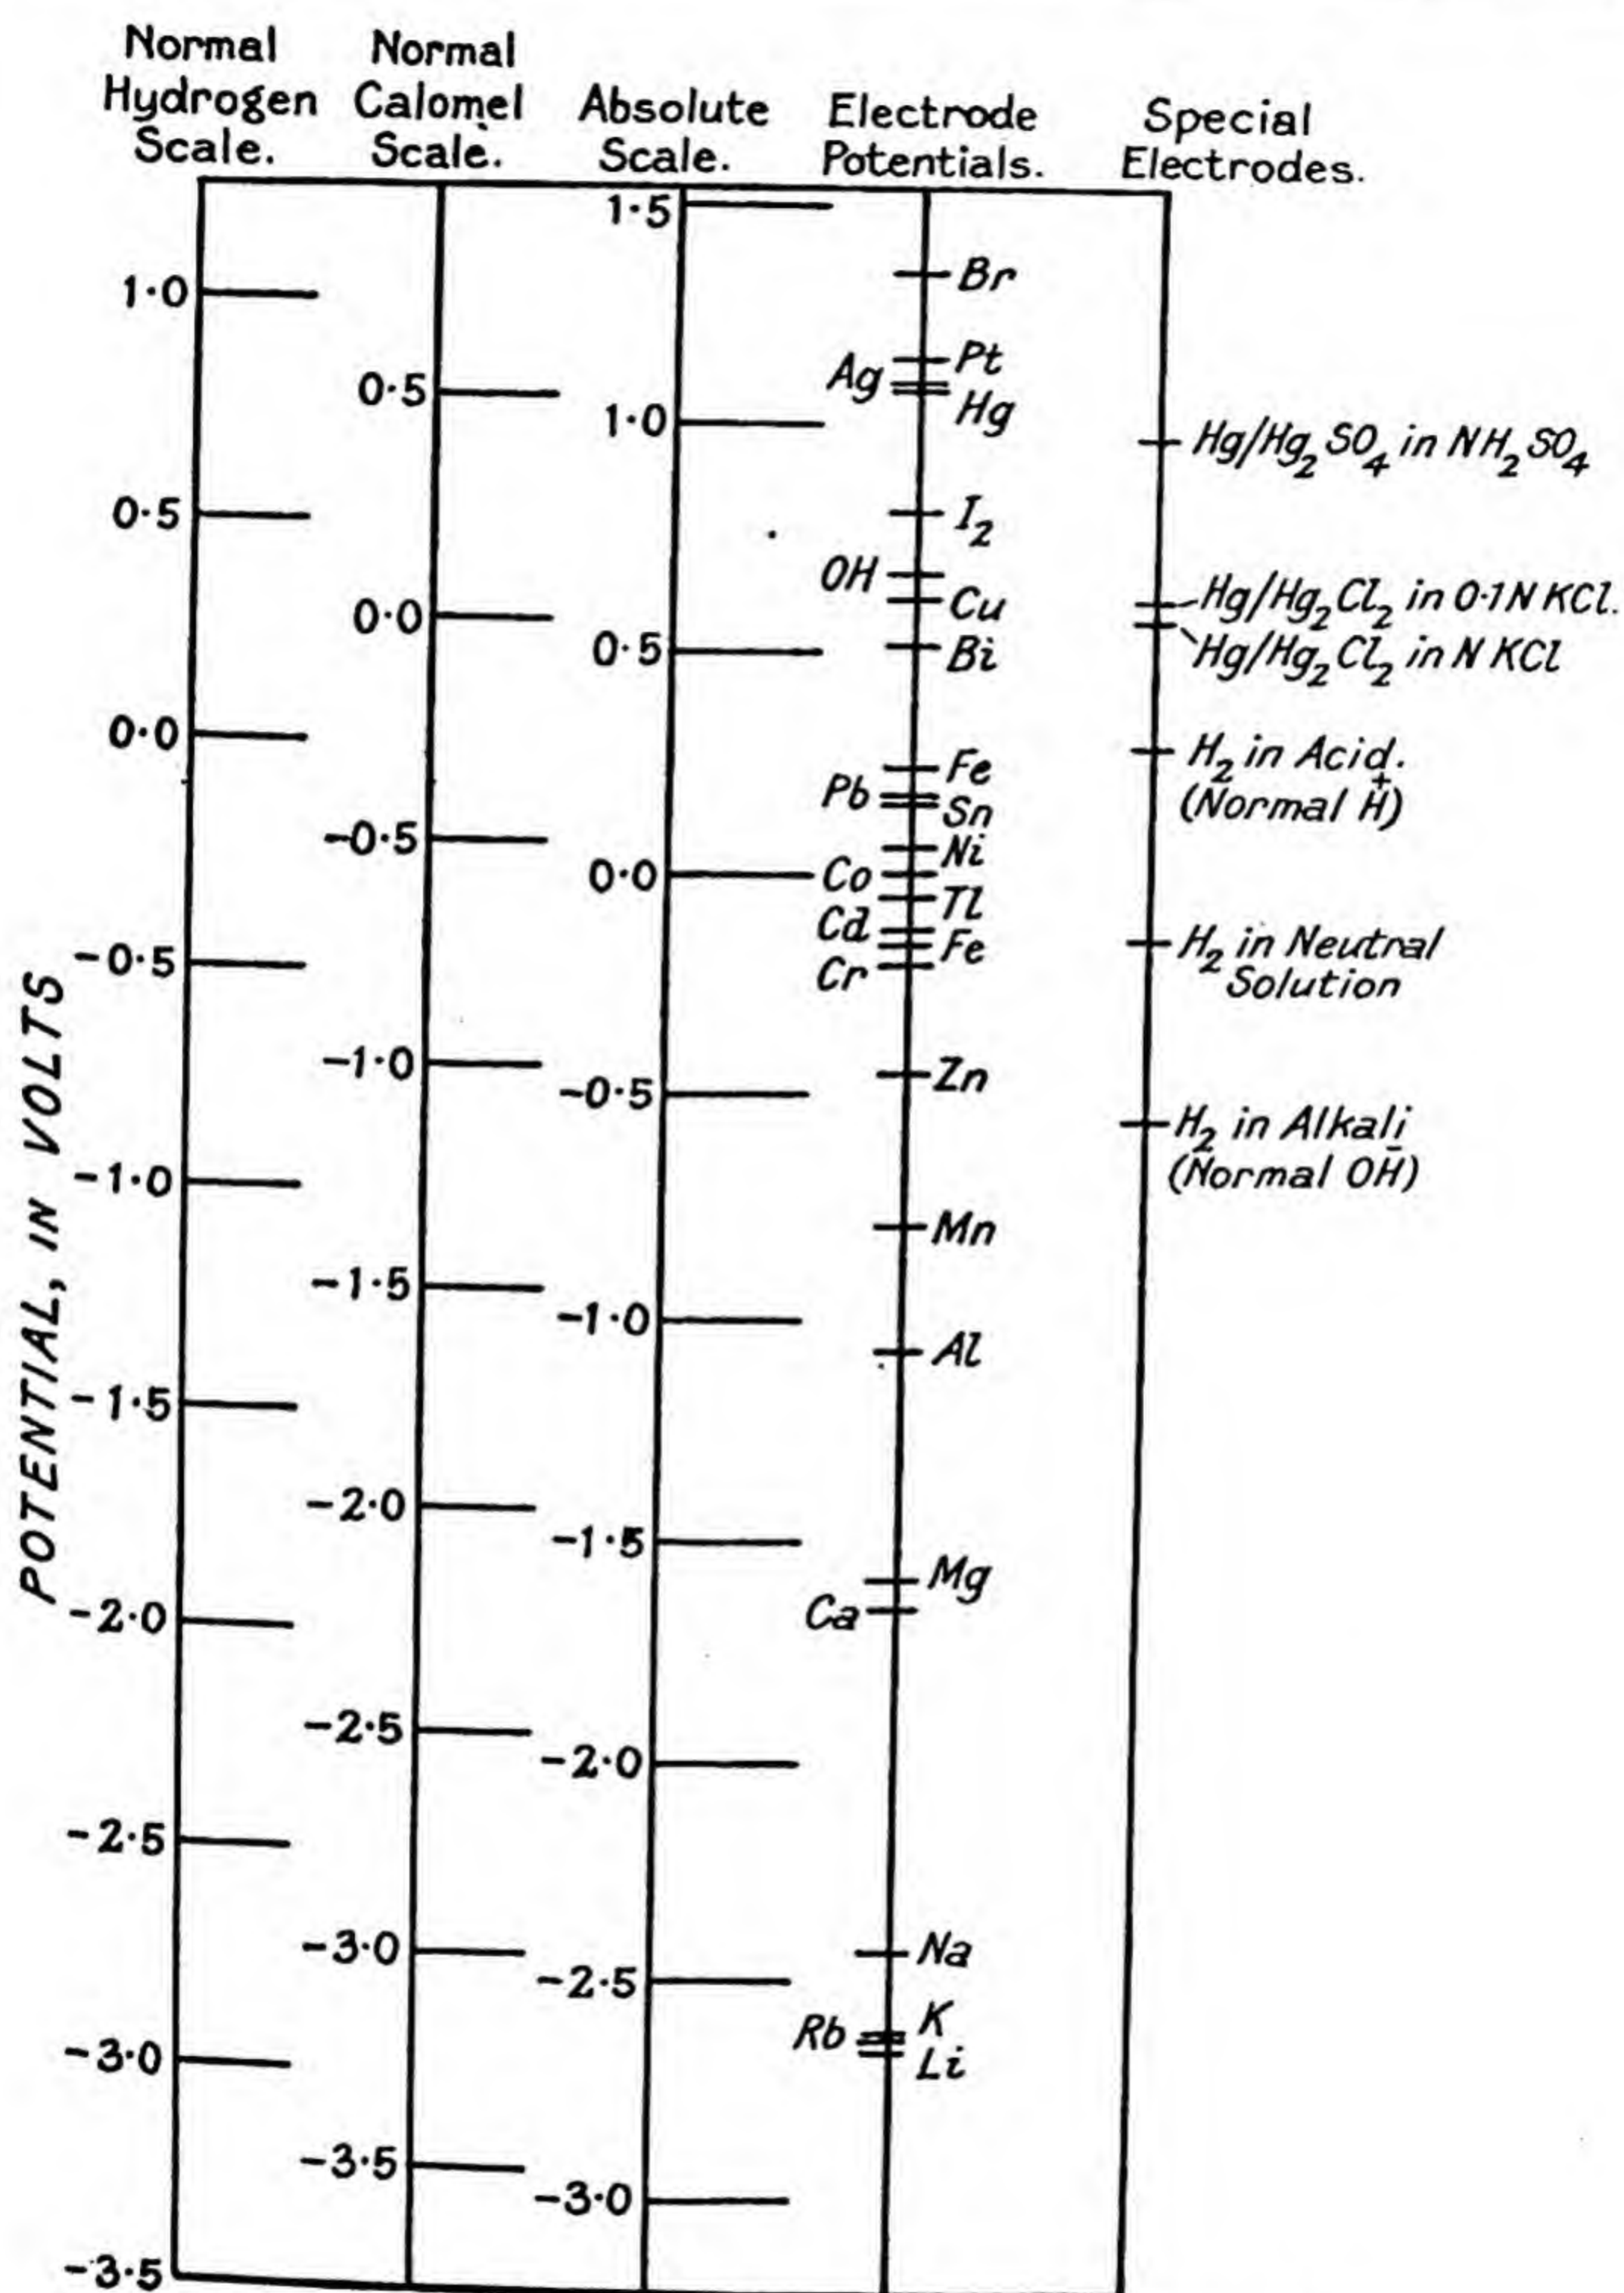 Normal
Hydrogen
Scale.
Normal
Calomel
Scale.
Absolute
Scale.
Electrode
Potentials.
Special
Electrodes.
POTENTIAL, IN VOLTS
1·0
0·5
0·0
-0·5
-1·0
-1·5
-2·0
-2·5
-3·0
-3·5
0·5
0·0
-0·5
-1·0
-1·5
-2·0
-2·5
-3·0
-3·5
1·5
1·0
0·5
0·0
-0·5
-1·0
-1·5
-2·0
-2·5
-3·0
Br
Pt
Ag
Hg
I₂
OH
Cu
Bi
Fe
Pb
Sn
Ni
Co
Tl
Cd
Fe
Cr
Zn
Mn
Al
Mg
Ca
Na
K
Rb
Li
Hg/Hg₂SO₄ in NH₂SO₄
Hg/Hg₂Cl₂ in 0·1N KCl.
Hg/Hg₂Cl₂ in N KCl
H₂ in Acid.
(Normal H⁺)
H₂ in Neutral
Solution
H₂ in Alkali
(Normal OH⁻)